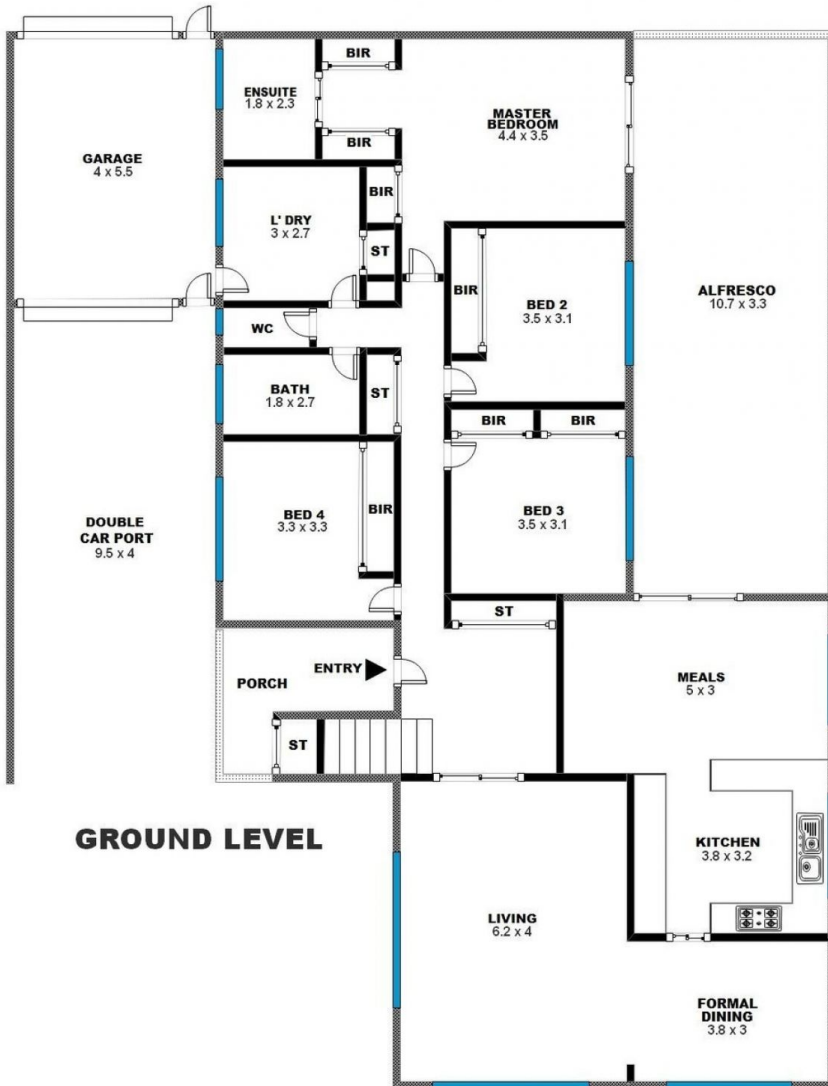 BIR
ENSUITE
1.8 x 2.3
MASTER
BEDROOM
4.4 x 3.5
BIR
GARAGE
4 x 5.5
BIR
L' DRY
3 x 2.7
ST
BIR
BED 2
3.5 x 3.1
ALFRESCO
10.7 x 3.3
WC
BATH
1.8 x 2.7
ST
BIR
BIR
BED 4
3.3 x 3.3
BIR
BED 3
3.5 x 3.1
DOUBLE
CAR PORT
9.5 x 4
ST
ENTRY
PORCH
MEALS
5 x 3
ST
GROUND LEVEL
KITCHEN
3.8 x 3.2
LIVING
6.2 x 4
FORMAL
DINING
3.8 x 3